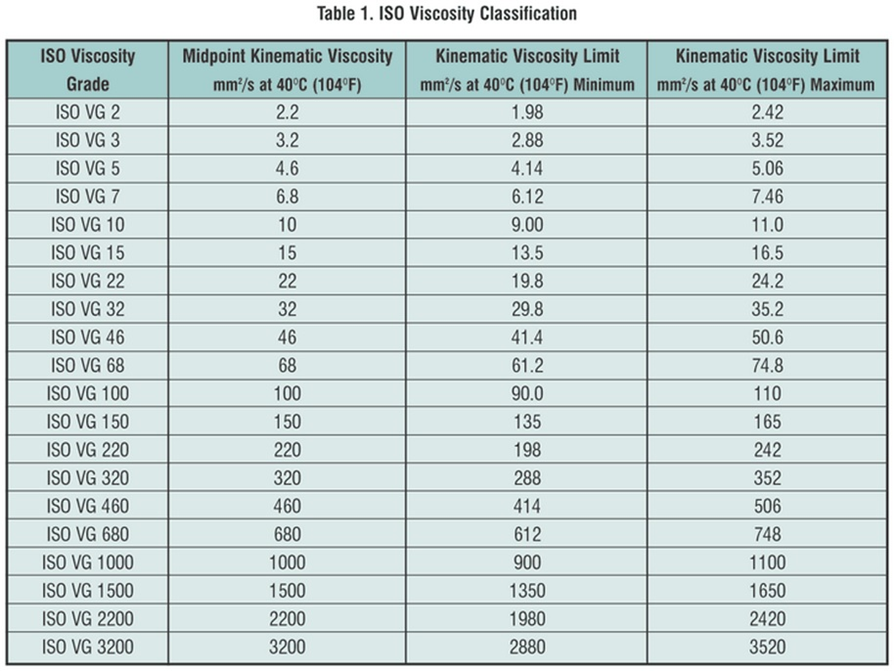 Table 1. ISO Viscosity Classification
ISO Viscosity Grade Midpoint Kinematic Viscosity mm²/s at 40ºC (104ºF) Kinematic Viscosity Limit mm²/s at 40ºC (104ºF) Minimum Kinematic Viscosity Limit mm²/s at 40ºC (104ºF) Maximum
ISO VG 2 2.2 1.98 2.42
ISO VG 3 3.2 2.88 3.52
ISO VG 5 4.6 4.14 5.06
ISO VG 7 6.8 6.12 7.46
ISO VG 10 10 9.00 11.0
ISO VG 15 15 13.5 16.5
ISO VG 22 22 19.8 24.2
ISO VG 32 32 29.8 35.2
ISO VG 46 46 41.4 50.6
ISO VG 68 68 61.2 74.8
ISO VG 100 100 90.0 110
ISO VG 150 150 135 165
ISO VG 220 220 198 242
ISO VG 320 320 288 352
ISO VG 460 460 414 506
ISO VG 680 680 612 748
ISO VG 1000 1000 900 1100
ISO VG 1500 1500 1350 1650
ISO VG 2200 2200 1980 2420
ISO VG 3200 3200 2880 3520